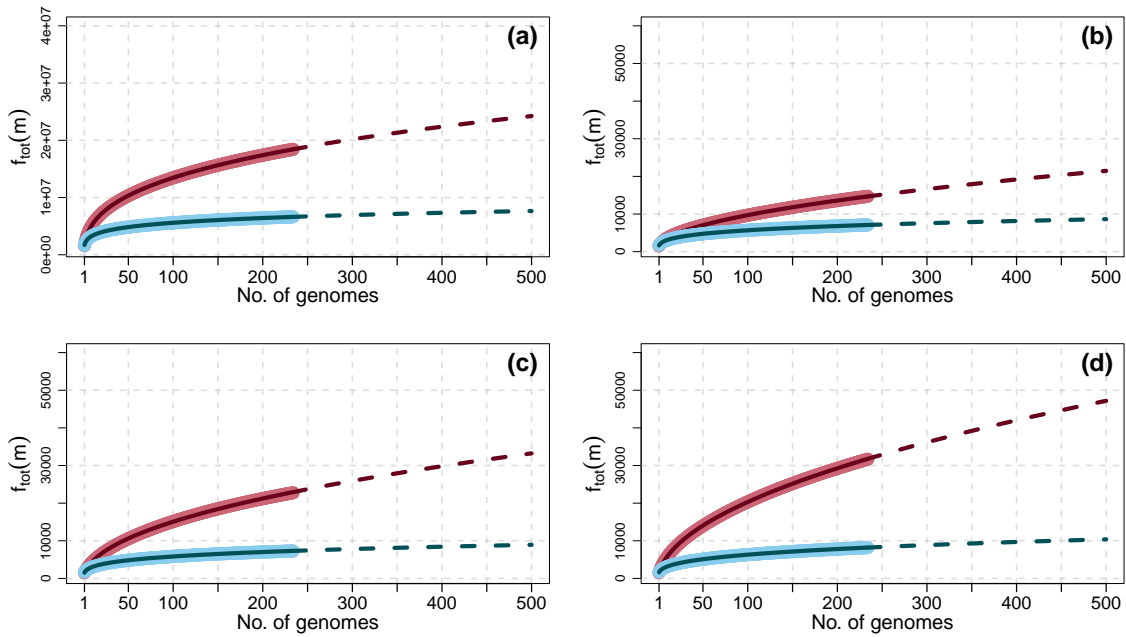 (a)
f_tot(m)
4e+07
3e+07
2e+07
1e+07
0e+00
1 50 100 200 300 400 500
No. of genomes
(b)
f_tot(m)
50000
30000
10000
0
1 50 100 200 300 400 500
No. of genomes
(c)
f_tot(m)
50000
30000
10000
0
1 50 100 200 300 400 500
No. of genomes
(d)
f_tot(m)
50000
30000
10000
0
1 50 100 200 300 400 500
No. of genomes